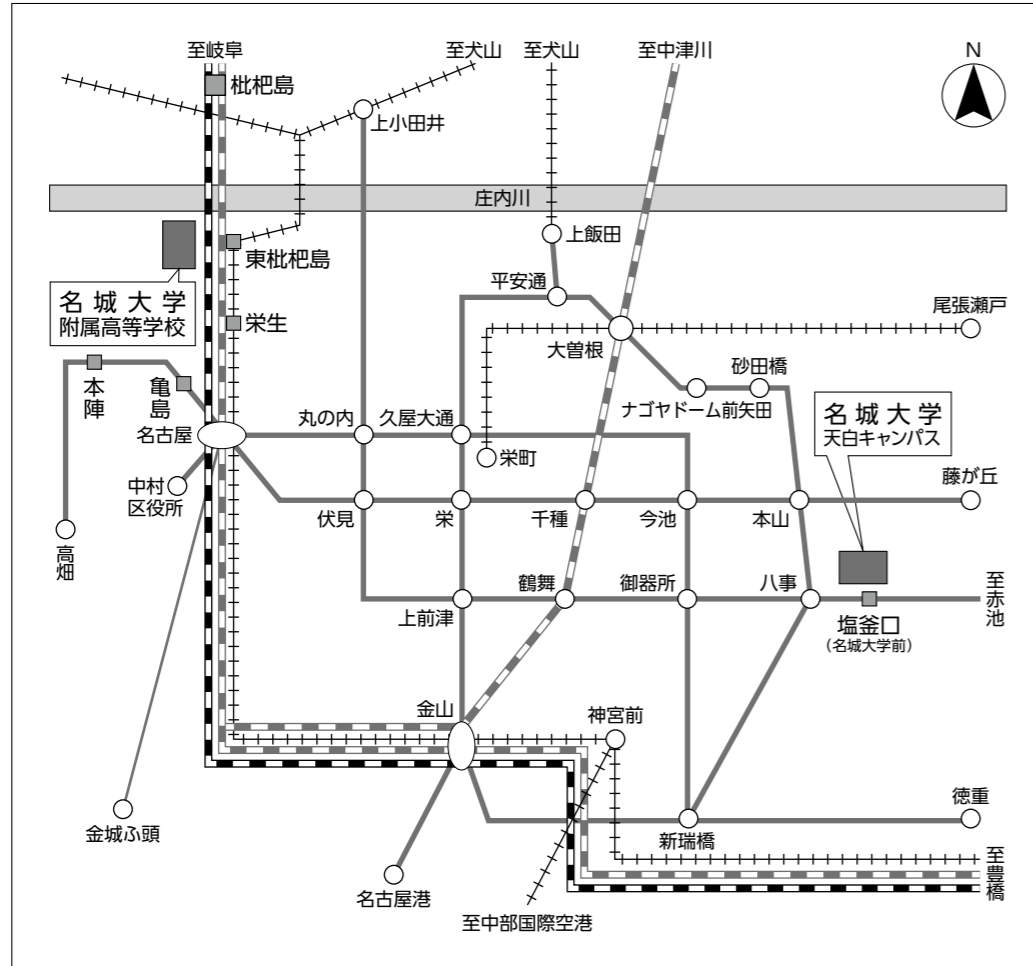 至岐阜
至犬山
至犬山
至中津川
N
枇杷島
上小田井
庄内川
上飯田
東枇杷島
平安通
名城大学
附属高等学校
栄生
尾張瀬戸
大曽根
砂田橋
本陣
亀島
ナゴヤドーム前矢田
名城大学
天白キャンパス
名古屋
丸の内
久屋大通
栄町
中村
区役所
藤が丘
伏見
栄
千種
今池
本山
高畑
鶴舞
御器所
八事
至赤池
上前津
塩釜口
(名城大学前)
金山
神宮前
徳重
金城ふ頭
新瑞橋
至豊橋
名古屋港
至中部国際空港